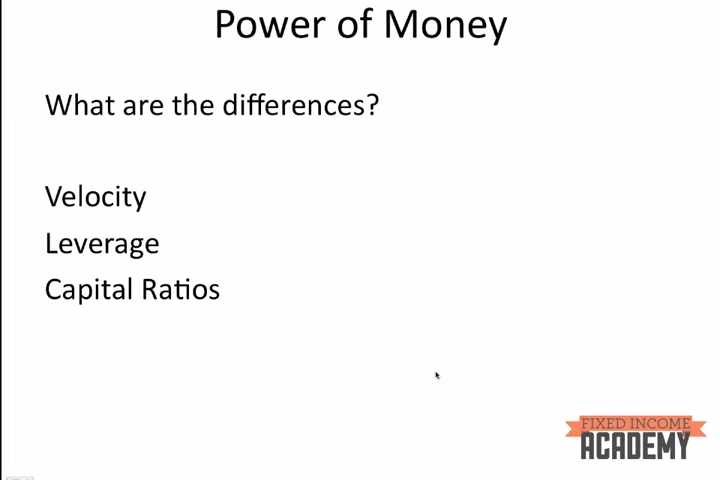 Power of Money
What are the differences?
Velocity
Leverage
Capital Ratios
FIXED INCOME
ACADEMY